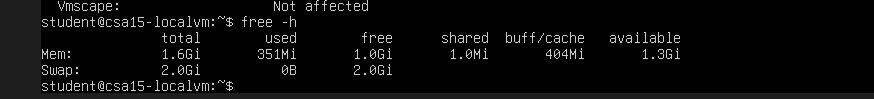 Vmscape:                Not affected
student@csa15-localvm:~$ free -h
               total        used        free      shared  buff/cache   available
Mem:           1.6Gi       351Mi       1.0Gi       1.0Mi       404Mi       1.3Gi
Swap:          2.0Gi          0B       2.0Gi
student@csa15-localvm:~$